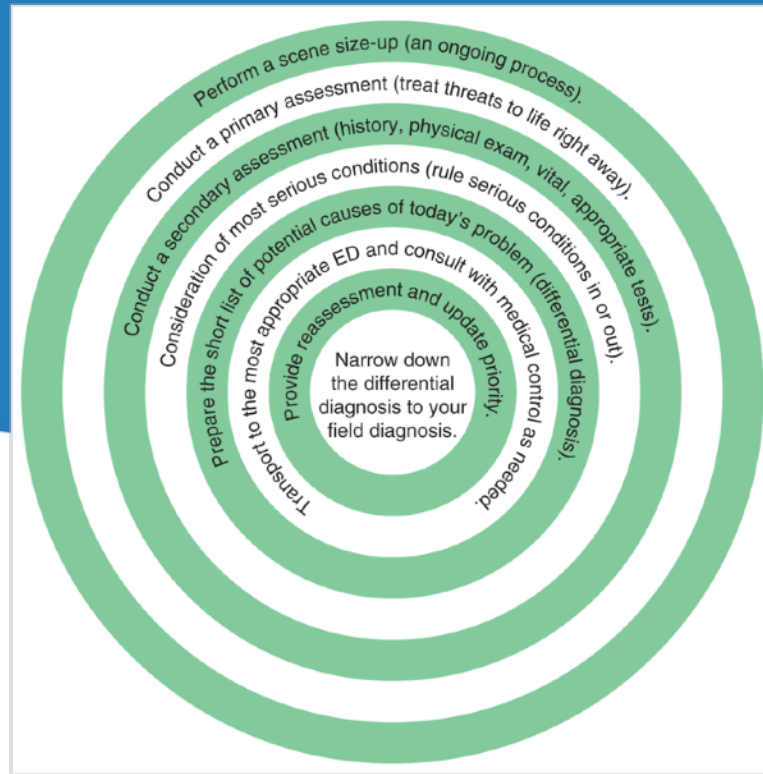 Perform a scene size-up (an ongoing process).
Conduct a primary assessment (treat threats to life right away).
Conduct a secondary assessment (history, physical exam, vital, appropriate tests).
Consideration of most serious conditions (rule serious conditions in or out).
Prepare the short list of potential causes of today's problem (differential diagnosis).
Transport to the most appropriate ED and consult with medical control as needed.
Provide reassessment and update priority.
Narrow down
the differential
diagnosis to your
field diagnosis.